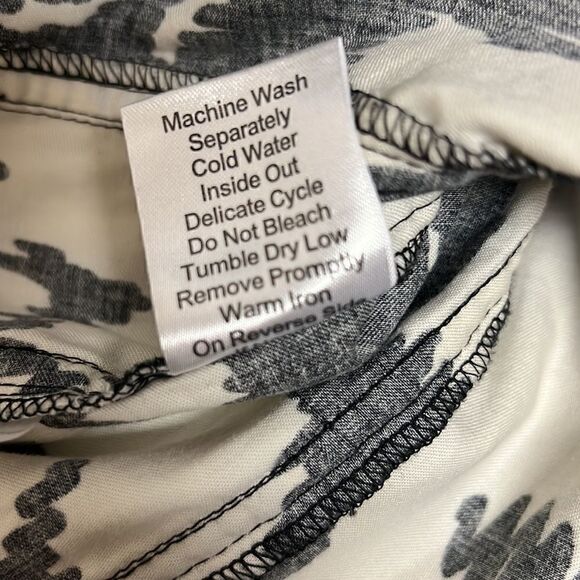 Machine Wash
Separately
Cold Water
Inside Out
Delicate Cycle
Do Not Bleach
Tumble Dry Low
Remove Promptly
Warm Iron
On Reverse Side